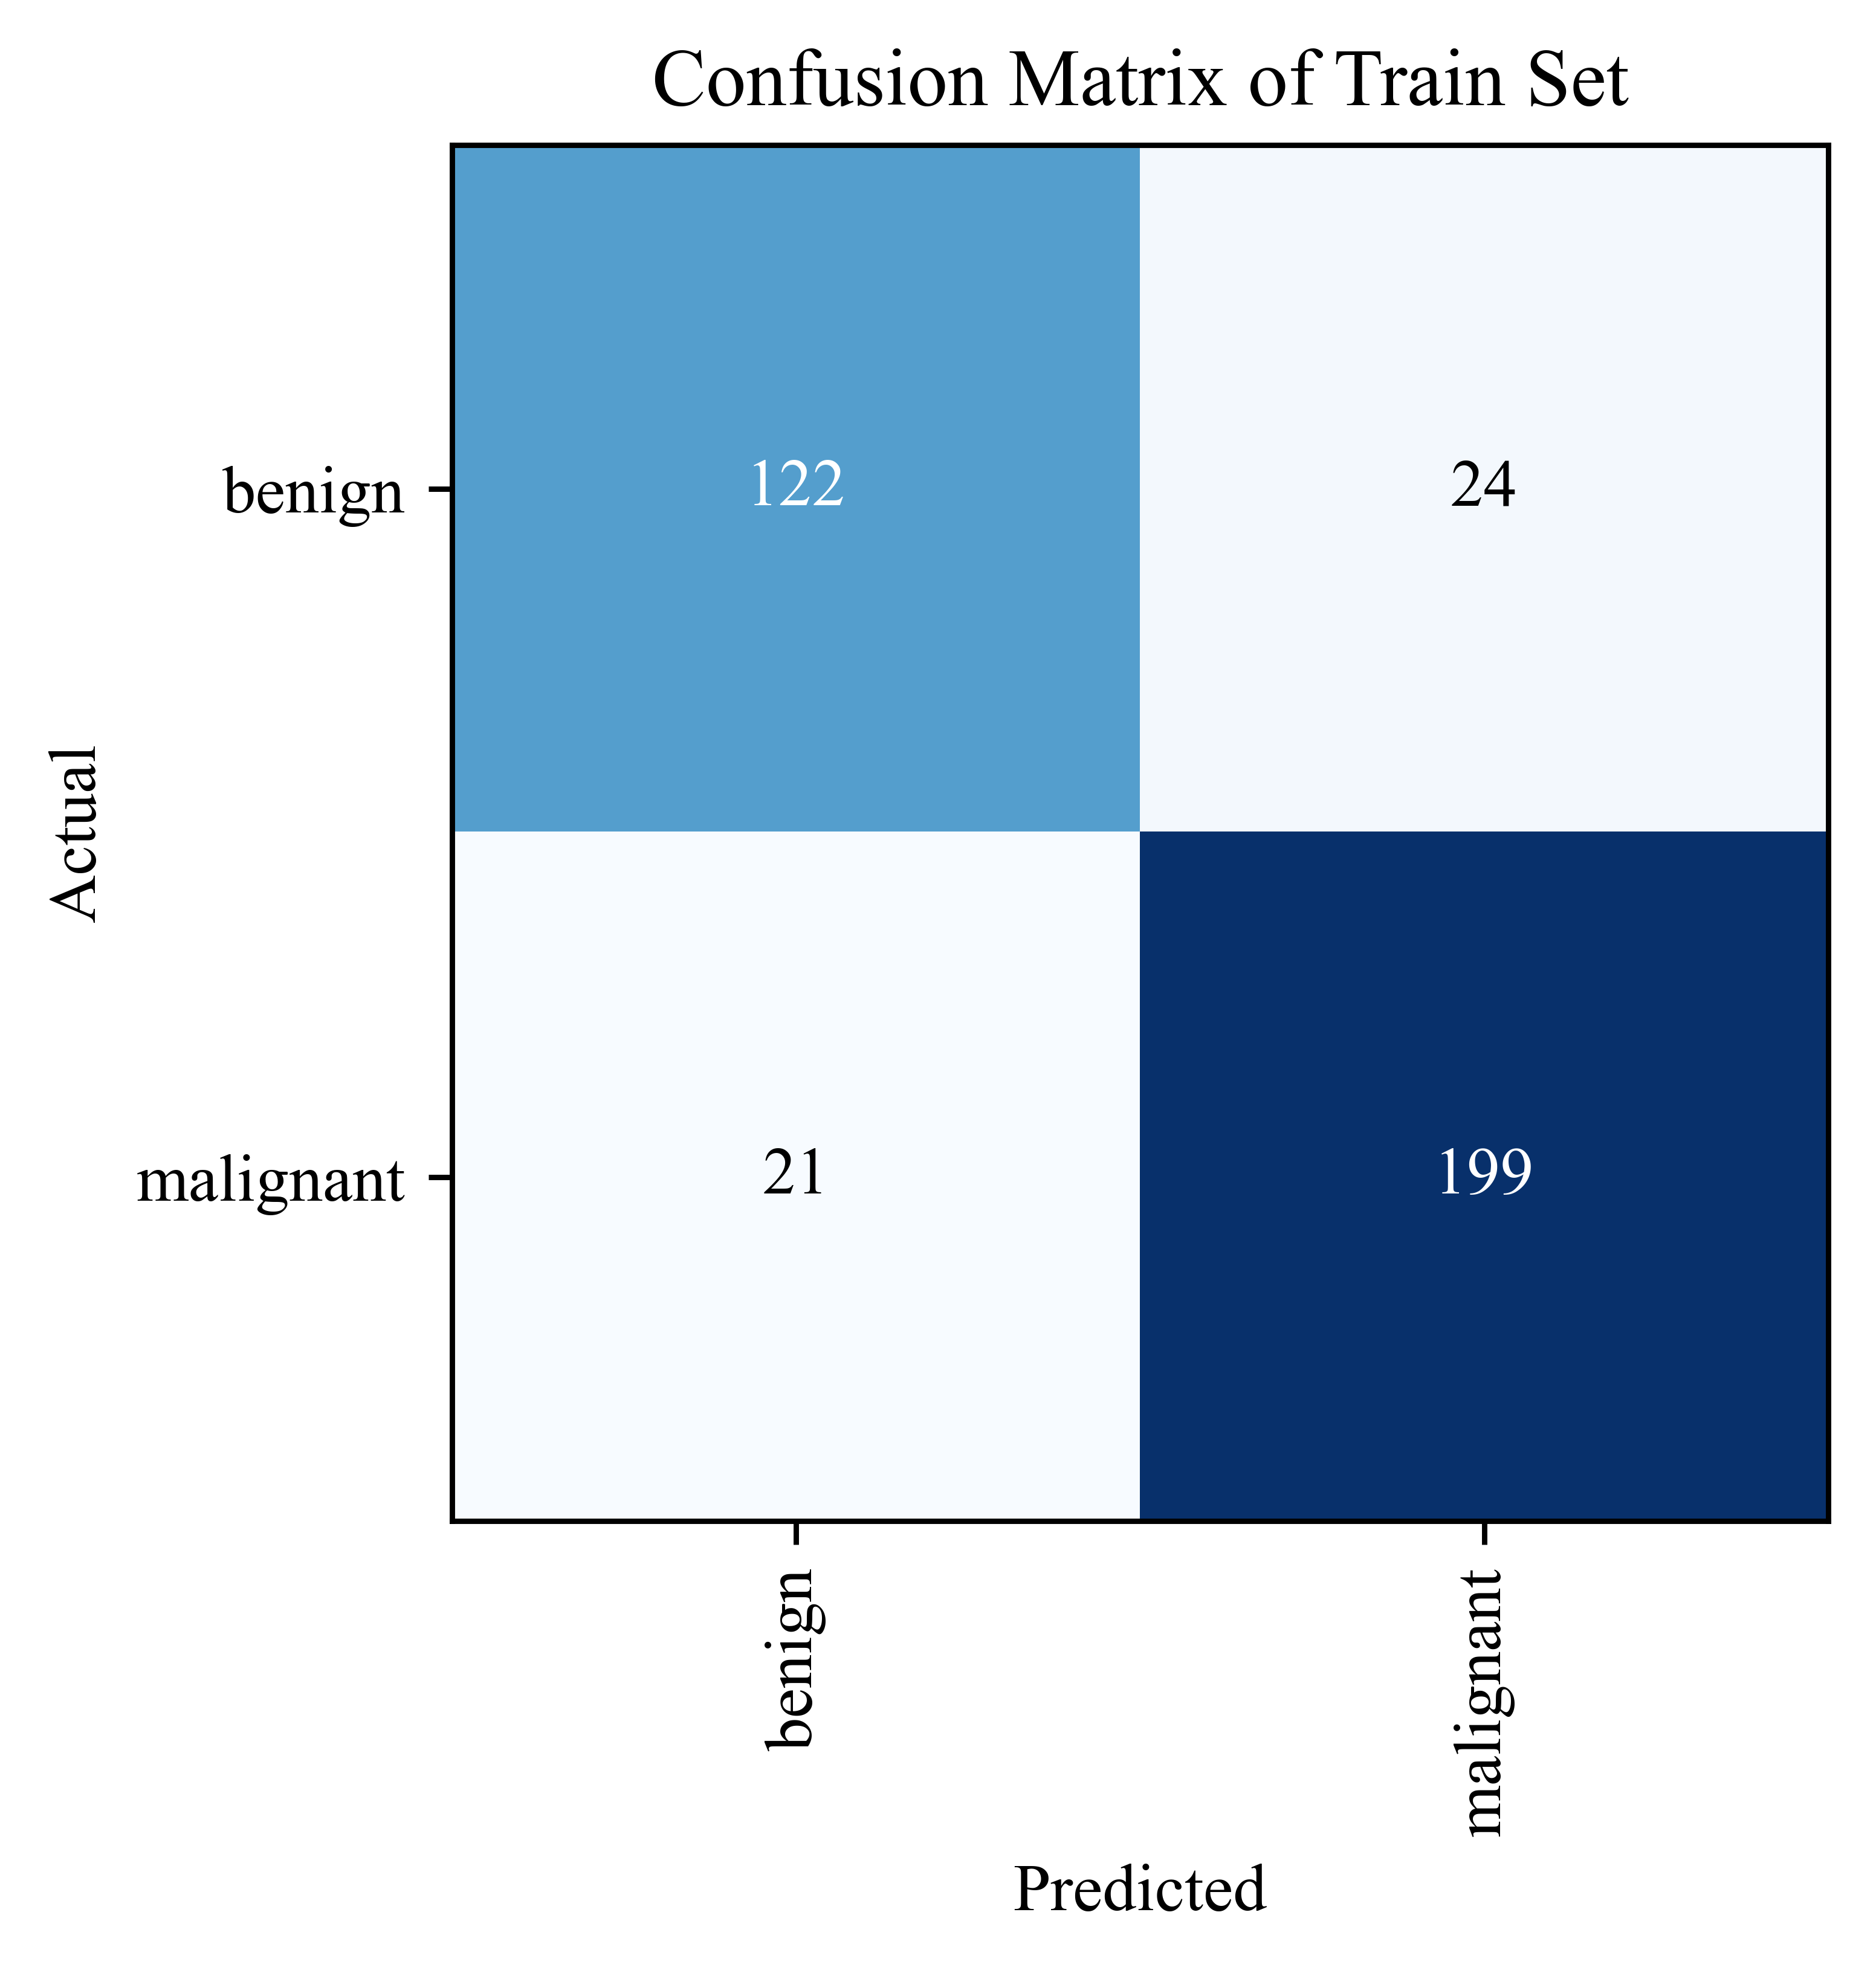 Confusion Matrix of Train Set
benign
122
24
Actual
malignant
21
199
benign
malignant
Predicted